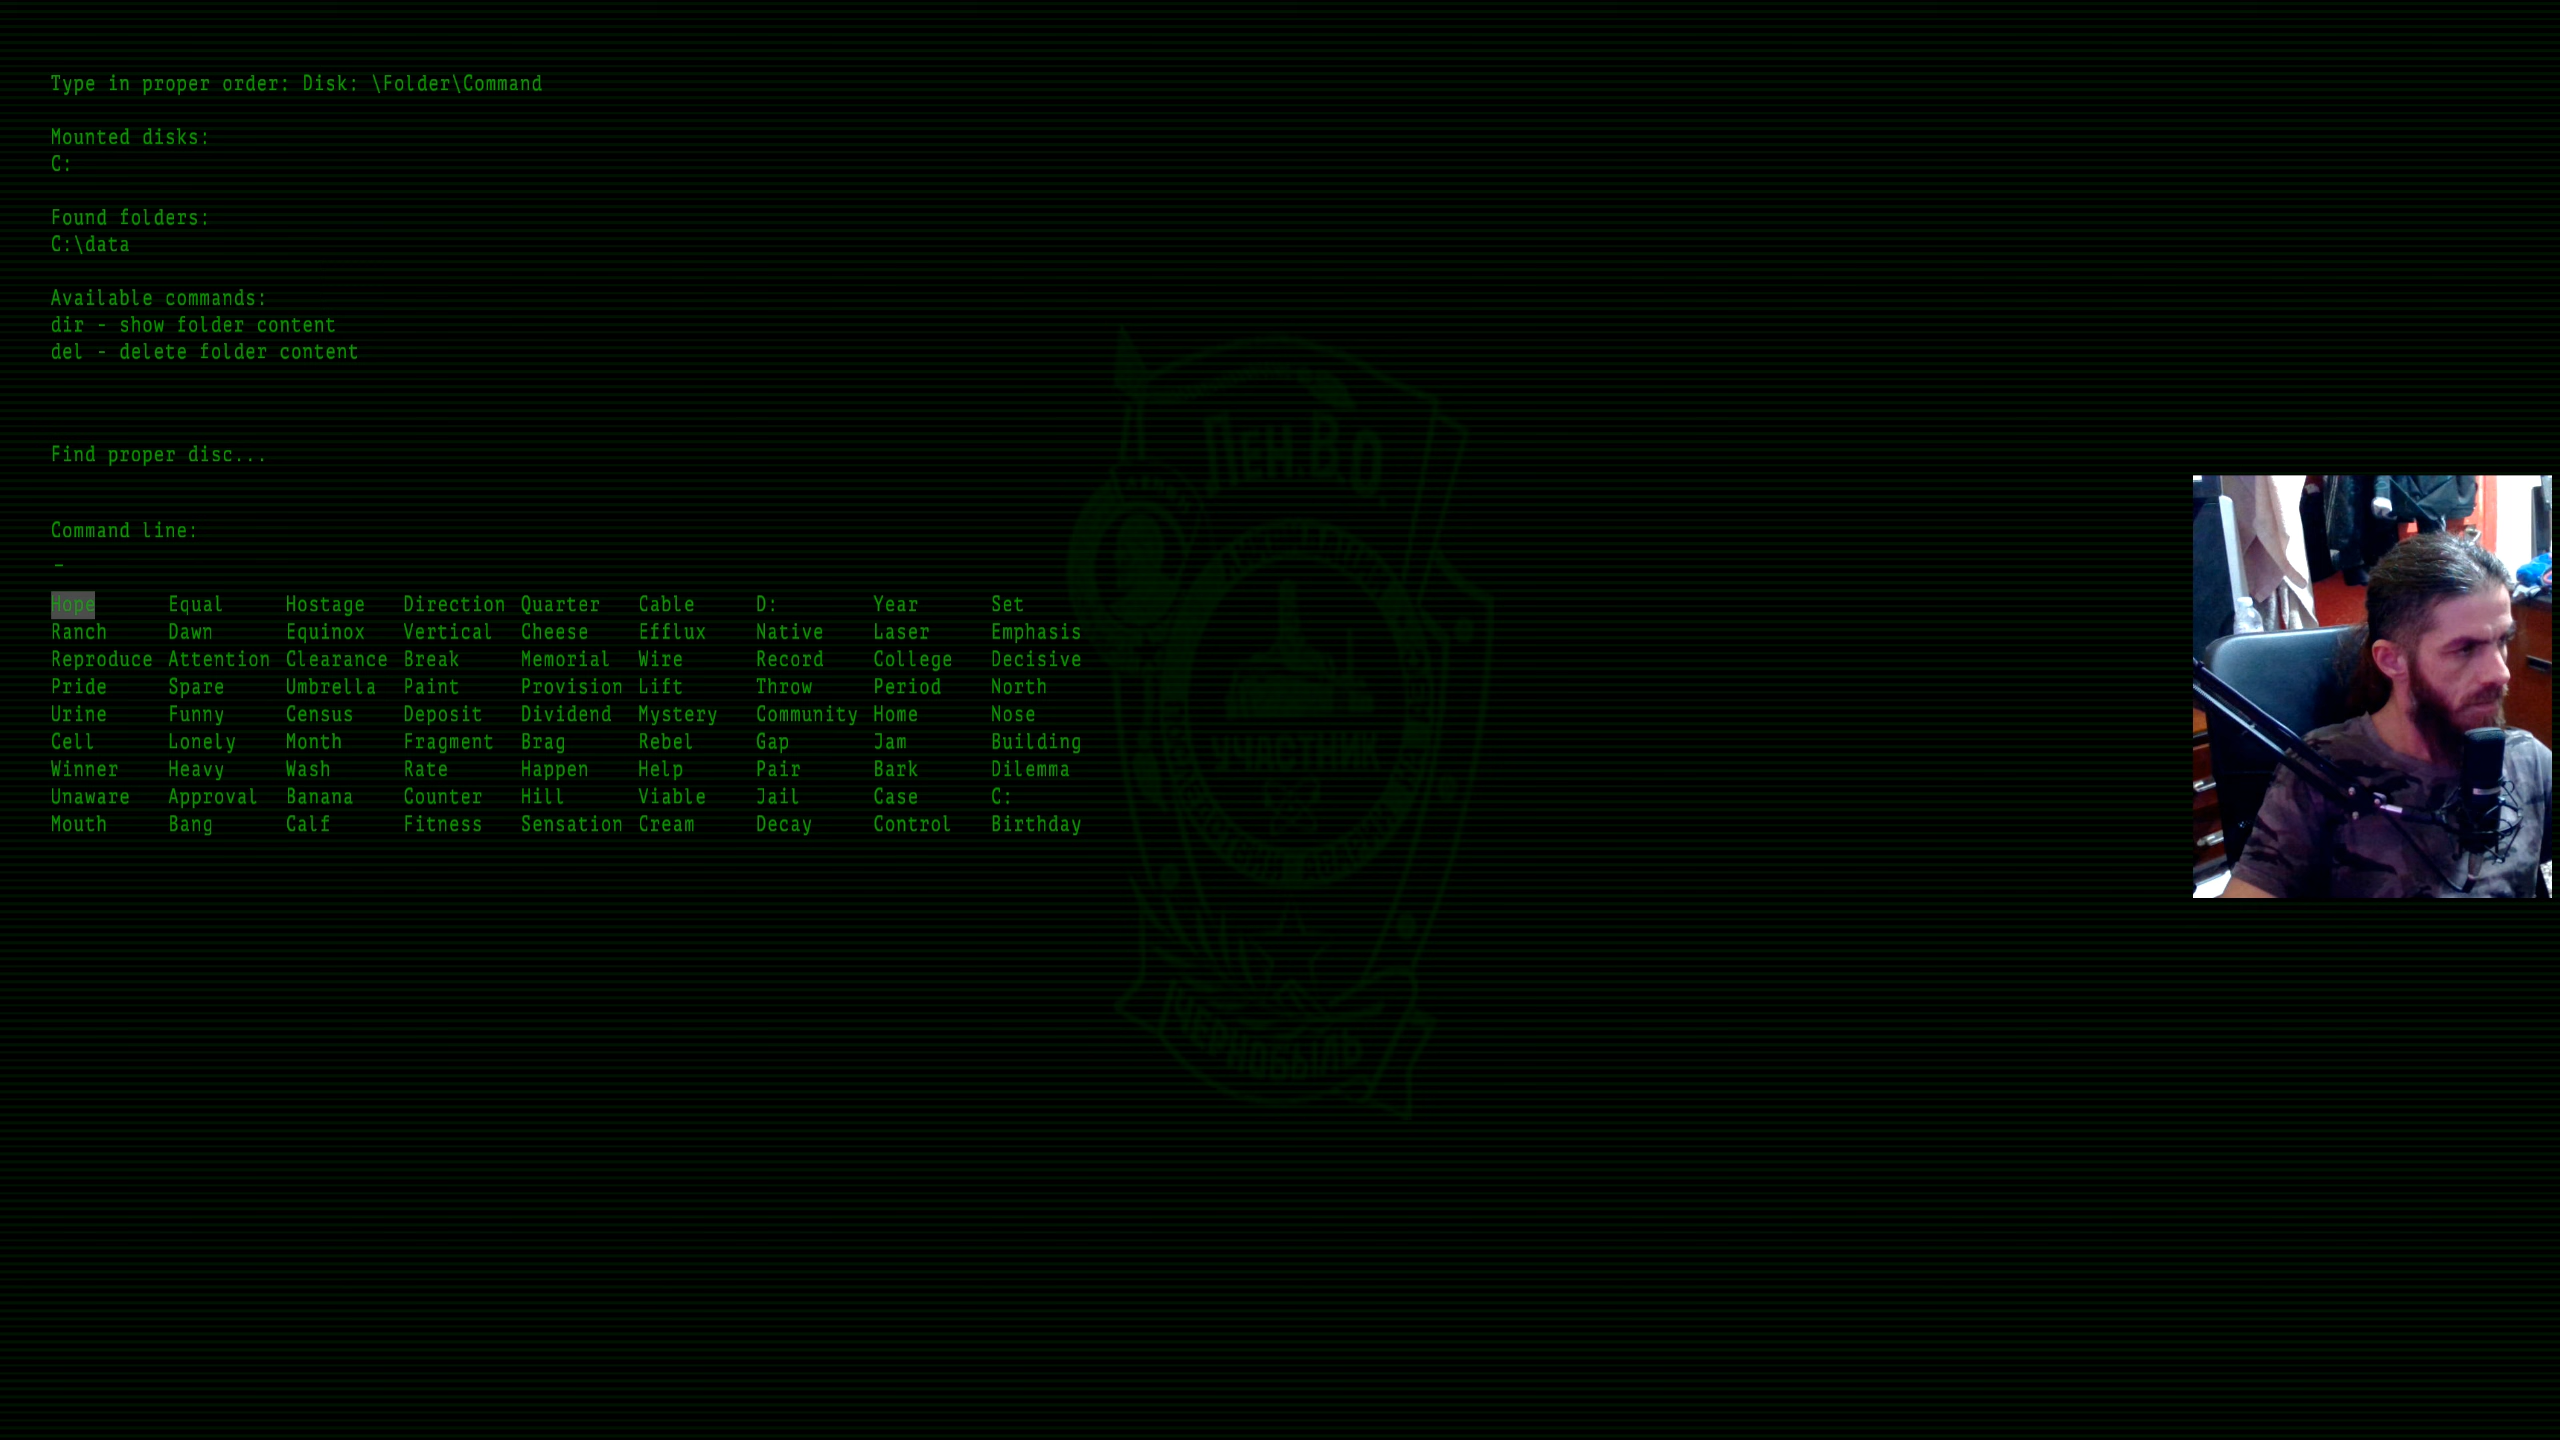 Type in proper order: Disk: \Folder\Command
Mounted disks:
C:
Found folders:
C:\data
Available commands:
dir - show folder content
del - delete folder content
Find proper disc...
Command line:
_
Hope Equal Hostage Direction Quarter Cable D: Year Set
Ranch Dawn Equinox Vertical Cheese Efflux Native Laser Emphasis
Reproduce Attention Clearance Break Memorial Wire Record College Decisive
Pride Spare Umbrella Paint Provision Lift Throw Period North
Urine Funny Census Deposit Dividend Mystery Community Home Nose
Cell Lonely Month Fragment Brag Rebel Gap Jam Building
Winner Heavy Wash Rate Happen Help Pair Bark Dilemma
Unaware Approval Banana Counter Hill Viable Jail Case C:
Mouth Bang Calf Fitness Sensation Cream Decay Control Birthday
ЛЕН.В.О.
УЧАСТНИК
ЧЕРНОБЫЛЬ